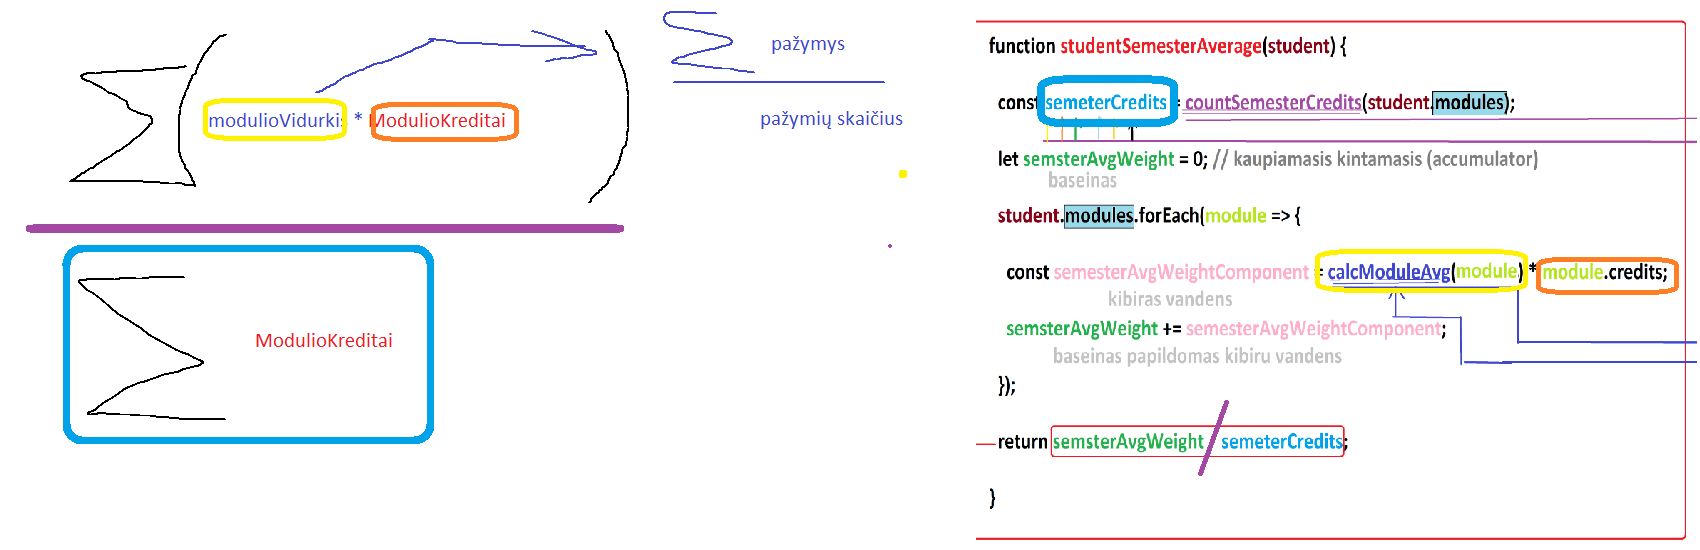 modulioVidurkis * ModulioKreditai
ModulioKreditai
pažymys
pažymių skaičius
function studentSemesterAverage(student) {
const semeterCredits = countSemesterCredits(student.modules);
let semsterAvgWeight = 0; // kaupiamasis kintamasis (accumulator)
baseinas
student.modules.forEach(module => {
const semesterAvgWeightComponent = calcModuleAvg(module) * module.credits;
kibiras vandens
semsterAvgWeight += semesterAvgWeightComponent;
baseinas papildomas kibiru vandens
});
return semsterAvgWeight / semeterCredits;
}